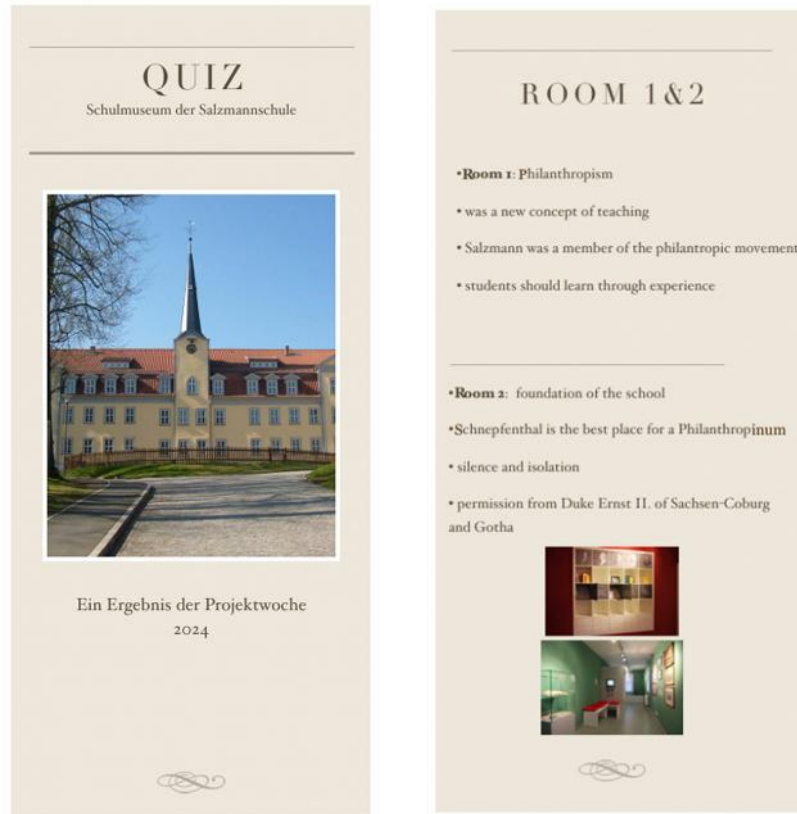 QUIZ
Schulmuseum der Salzmannschule
Ein Ergebnis der Projektwoche
2024
ROOM 1&2
•Room 1: Philanthropism
• was a new concept of teaching
• Salzmann was a member of the philantropic movement
• students should learn through experience
•Room 2: foundation of the school
•Schnepfenthal is the best place for a Philanthropinum
• silence and isolation
• permission from Duke Ernst II. of Sachsen-Coburg
and Gotha